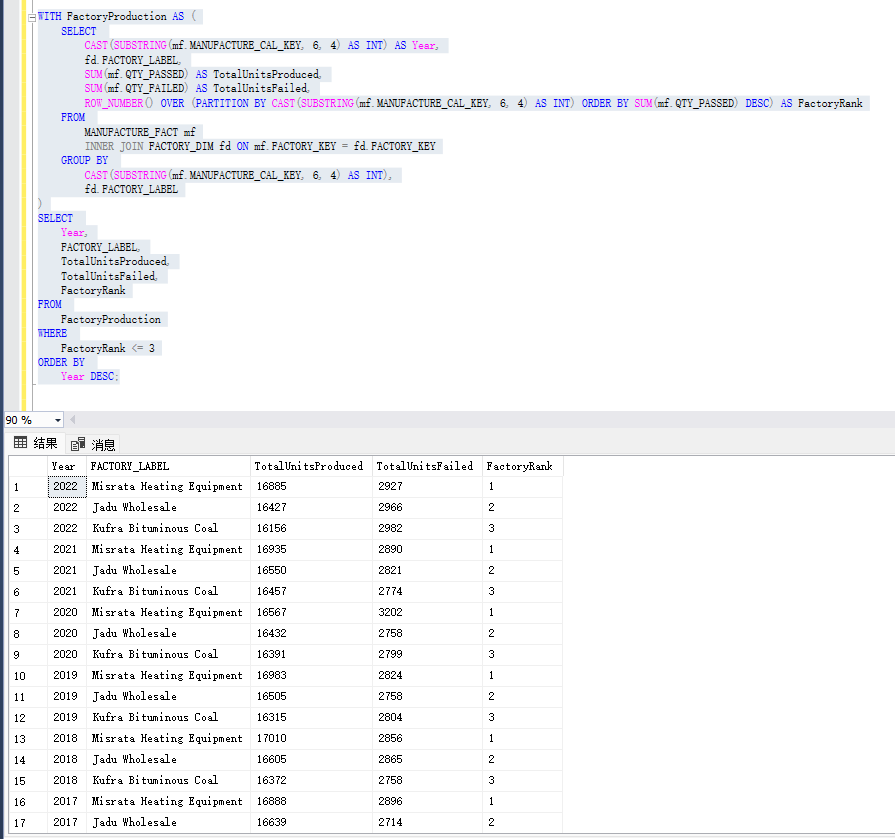 WITH FactoryProduction AS (
SELECT
CAST(SUBSTRING(mf.MANUFACTURE_CAL_KEY, 6, 4) AS INT) AS Year,
fd.FACTORY_LABEL,
SUM(mf.QTY_PASSED) AS TotalUnitsProduced,
SUM(mf.QTY_FAILED) AS TotalUnitsFailed,
ROW_NUMBER() OVER (PARTITION BY CAST(SUBSTRING(mf.MANUFACTURE_CAL_KEY, 6, 4) AS INT) ORDER BY SUM(mf.QTY_PASSED) DESC) AS FactoryRank
FROM
MANUFACTURE_FACT mf
INNER JOIN FACTORY_DIM fd ON mf.FACTORY_KEY = fd.FACTORY_KEY
GROUP BY
CAST(SUBSTRING(mf.MANUFACTURE_CAL_KEY, 6, 4) AS INT),
fd.FACTORY_LABEL
)
SELECT
Year,
FACTORY_LABEL,
TotalUnitsProduced,
TotalUnitsFailed,
FactoryRank
FROM
FactoryProduction
WHERE
FactoryRank <= 3
ORDER BY
Year DESC;
90 %
结果 消息
Year FACTORY_LABEL TotalUnitsProduced TotalUnitsFailed FactoryRank
1 2022 Misrata Heating Equipment 16885 2927 1
2 2022 Jadu Wholesale 16427 2966 2
3 2022 Kufra Bituminous Coal 16156 2982 3
4 2021 Misrata Heating Equipment 16935 2890 1
5 2021 Jadu Wholesale 16550 2821 2
6 2021 Kufra Bituminous Coal 16457 2774 3
7 2020 Misrata Heating Equipment 16567 3202 1
8 2020 Jadu Wholesale 16432 2758 2
9 2020 Kufra Bituminous Coal 16391 2799 3
10 2019 Misrata Heating Equipment 16983 2824 1
11 2019 Jadu Wholesale 16505 2758 2
12 2019 Kufra Bituminous Coal 16315 2804 3
13 2018 Misrata Heating Equipment 17010 2856 1
14 2018 Jadu Wholesale 16605 2865 2
15 2018 Kufra Bituminous Coal 16372 2758 3
16 2017 Misrata Heating Equipment 16888 2896 1
17 2017 Jadu Wholesale 16639 2714 2